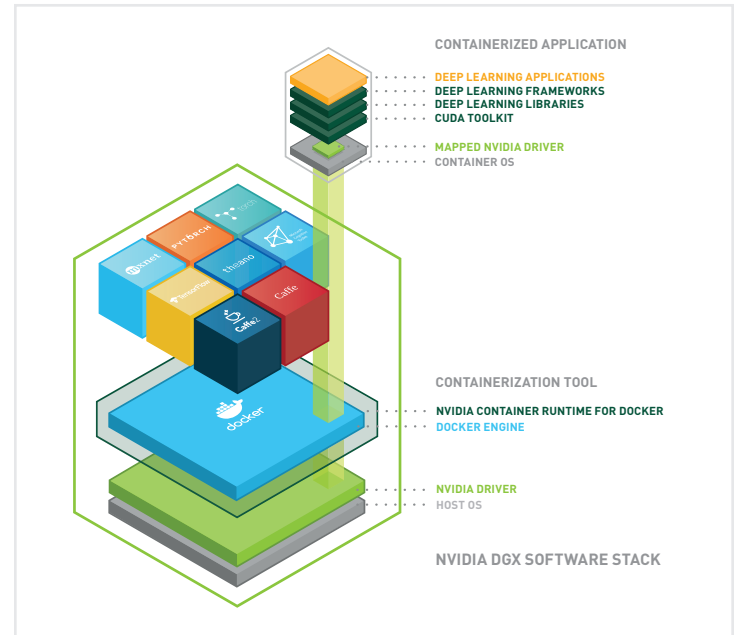 CONTAINERIZED APPLICATION
DEEP LEARNING APPLICATIONS
DEEP LEARNING FRAMEWORKS
DEEP LEARNING LIBRARIES
CUDA TOOLKIT
MAPPED NVIDIA DRIVER
CONTAINER OS
torch
PYTORCH
mxnet
theano
TensorFlow
Caffe
Caffe2
CONTAINERIZATION TOOL
NVIDIA CONTAINER RUNTIME FOR DOCKER
docker
DOCKER ENGINE
NVIDIA DRIVER
HOST OS
NVIDIA DGX SOFTWARE STACK